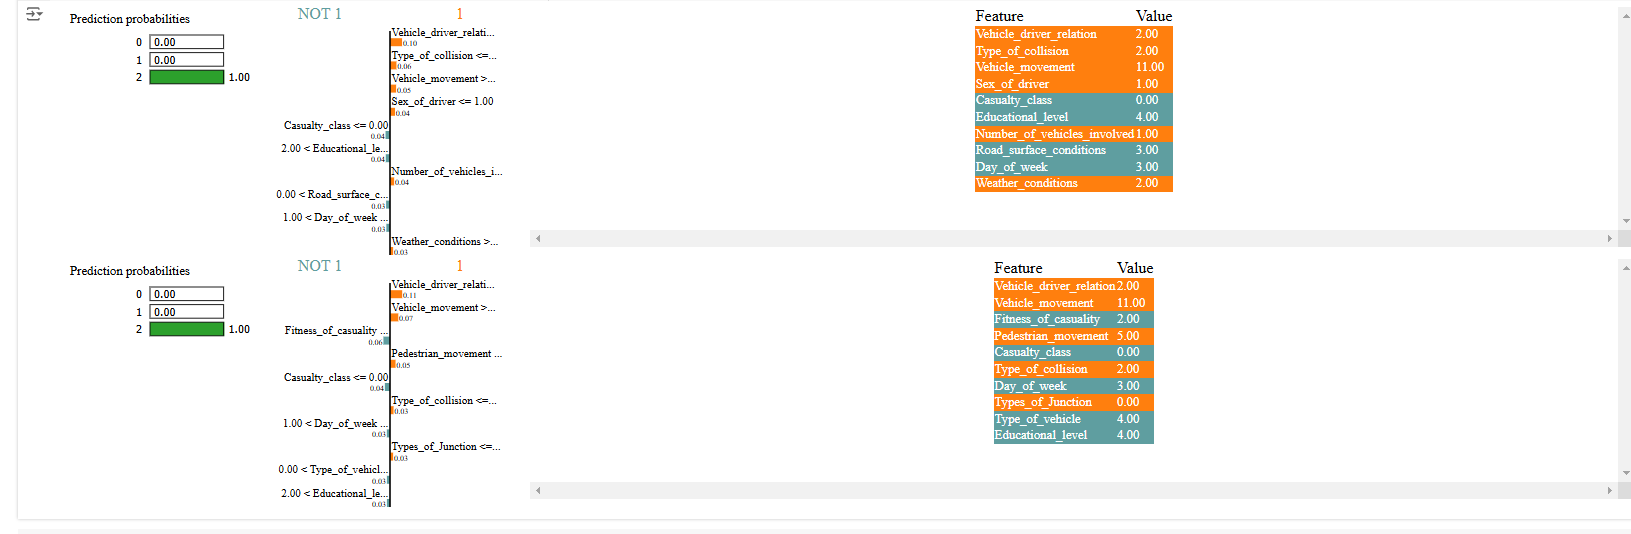 Prediction probabilities
0 0.00
1 0.00
2 1.00
NOT 1 1
Vehicle_driver_relati...
0.10
Type_of_collision <=...
0.06
Vehicle_movement >...
0.05
Sex_of_driver <= 1.00
0.04
Casualty_class <= 0.00
0.04
2.00 < Educational_le...
0.04
Number_of_vehicles_i...
0.04
0.00 < Road_surface_c...
0.03
1.00 < Day_of_week ...
0.03
Weather_conditions >...
0.03
Feature Value
Vehicle_driver_relation 2.00
Type_of_collision 2.00
Vehicle_movement 11.00
Sex_of_driver 1.00
Casualty_class 0.00
Educational_level 4.00
Number_of_vehicles_involved 1.00
Road_surface_conditions 3.00
Day_of_week 3.00
Weather_conditions 2.00
Prediction probabilities
0 0.00
1 0.00
2 1.00
NOT 1 1
Vehicle_driver_relati...
0.11
Vehicle_movement >...
0.07
Fitness_of_casuality ...
0.06
Pedestrian_movement ...
0.05
Casualty_class <= 0.00
0.04
Type_of_collision <=...
0.03
1.00 < Day_of_week ...
0.03
Types_of_Junction <=...
0.03
0.00 < Type_of_vehicl...
0.03
2.00 < Educational_le...
0.03
Feature Value
Vehicle_driver_relation 2.00
Vehicle_movement 11.00
Fitness_of_casuality 2.00
Pedestrian_movement 5.00
Casualty_class 0.00
Type_of_collision 2.00
Day_of_week 3.00
Types_of_Junction 0.00
Type_of_vehicle 4.00
Educational_level 4.00